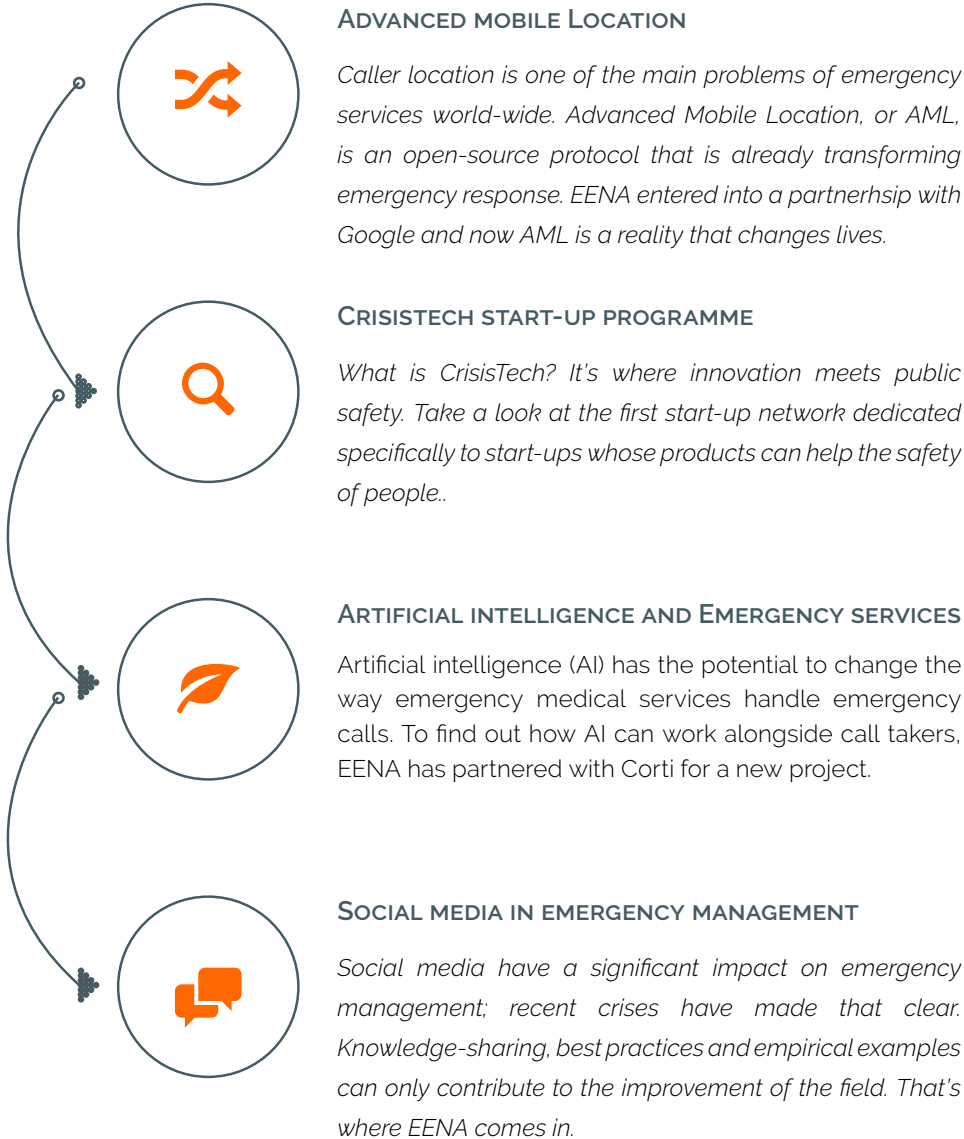 Advanced mobile Location
Caller location is one of the main problems of emergency
services world-wide. Advanced Mobile Location, or AML,
is an open-source protocol that is already transforming
emergency response. EENA entered into a partnerhsip with
Google and now AML is a reality that changes lives.
Crisistech start-up programme
What is CrisisTech? It's where innovation meets public
safety. Take a look at the first start-up network dedicated
specifically to start-ups whose products can help the safety
of people..
Artificial intelligence and Emergency services
Artificial intelligence (AI) has the potential to change the
way emergency medical services handle emergency
calls. To find out how AI can work alongside call takers,
EENA has partnered with Corti for a new project.
Social media in emergency management
Social media have a significant impact on emergency
management; recent crises have made that clear.
Knowledge-sharing, best practices and empirical examples
can only contribute to the improvement of the field. That's
where EENA comes in.